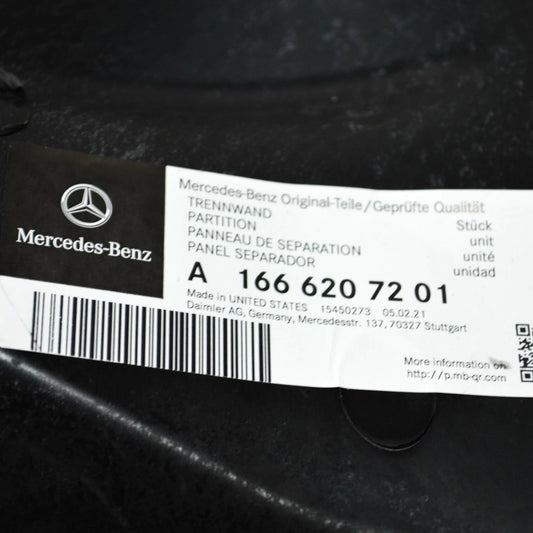 Mercedes-Benz
Mercedes-Benz Original-Teile/Geprüfte Qualität
TRENNWAND Stück
PARTITION unit
PANNEAU DE SEPARATION unité
PANEL SEPARADOR unidad
A 166 620 72 01
Made in UNITED STATES 15450273 05.02.21
Daimler AG, Germany, Mercedesstr. 137,70327 Stuttgart
More information on
http://p.mb-qr.com